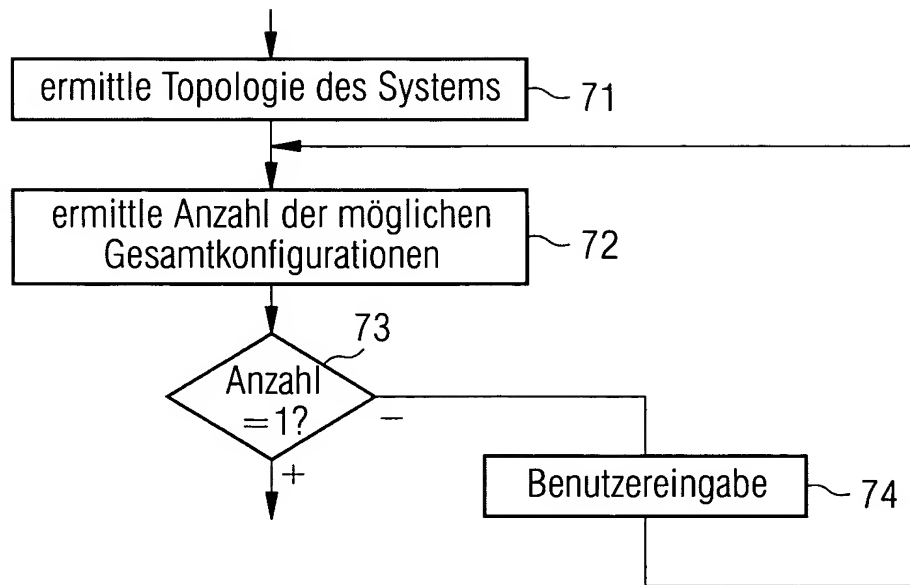 ermittle Topologie des Systems
71
ermittle Anzahl der möglichen
Gesamtkonfigurationen
72
73
Anzahl
=1?
−
+
Benutzereingabe
74